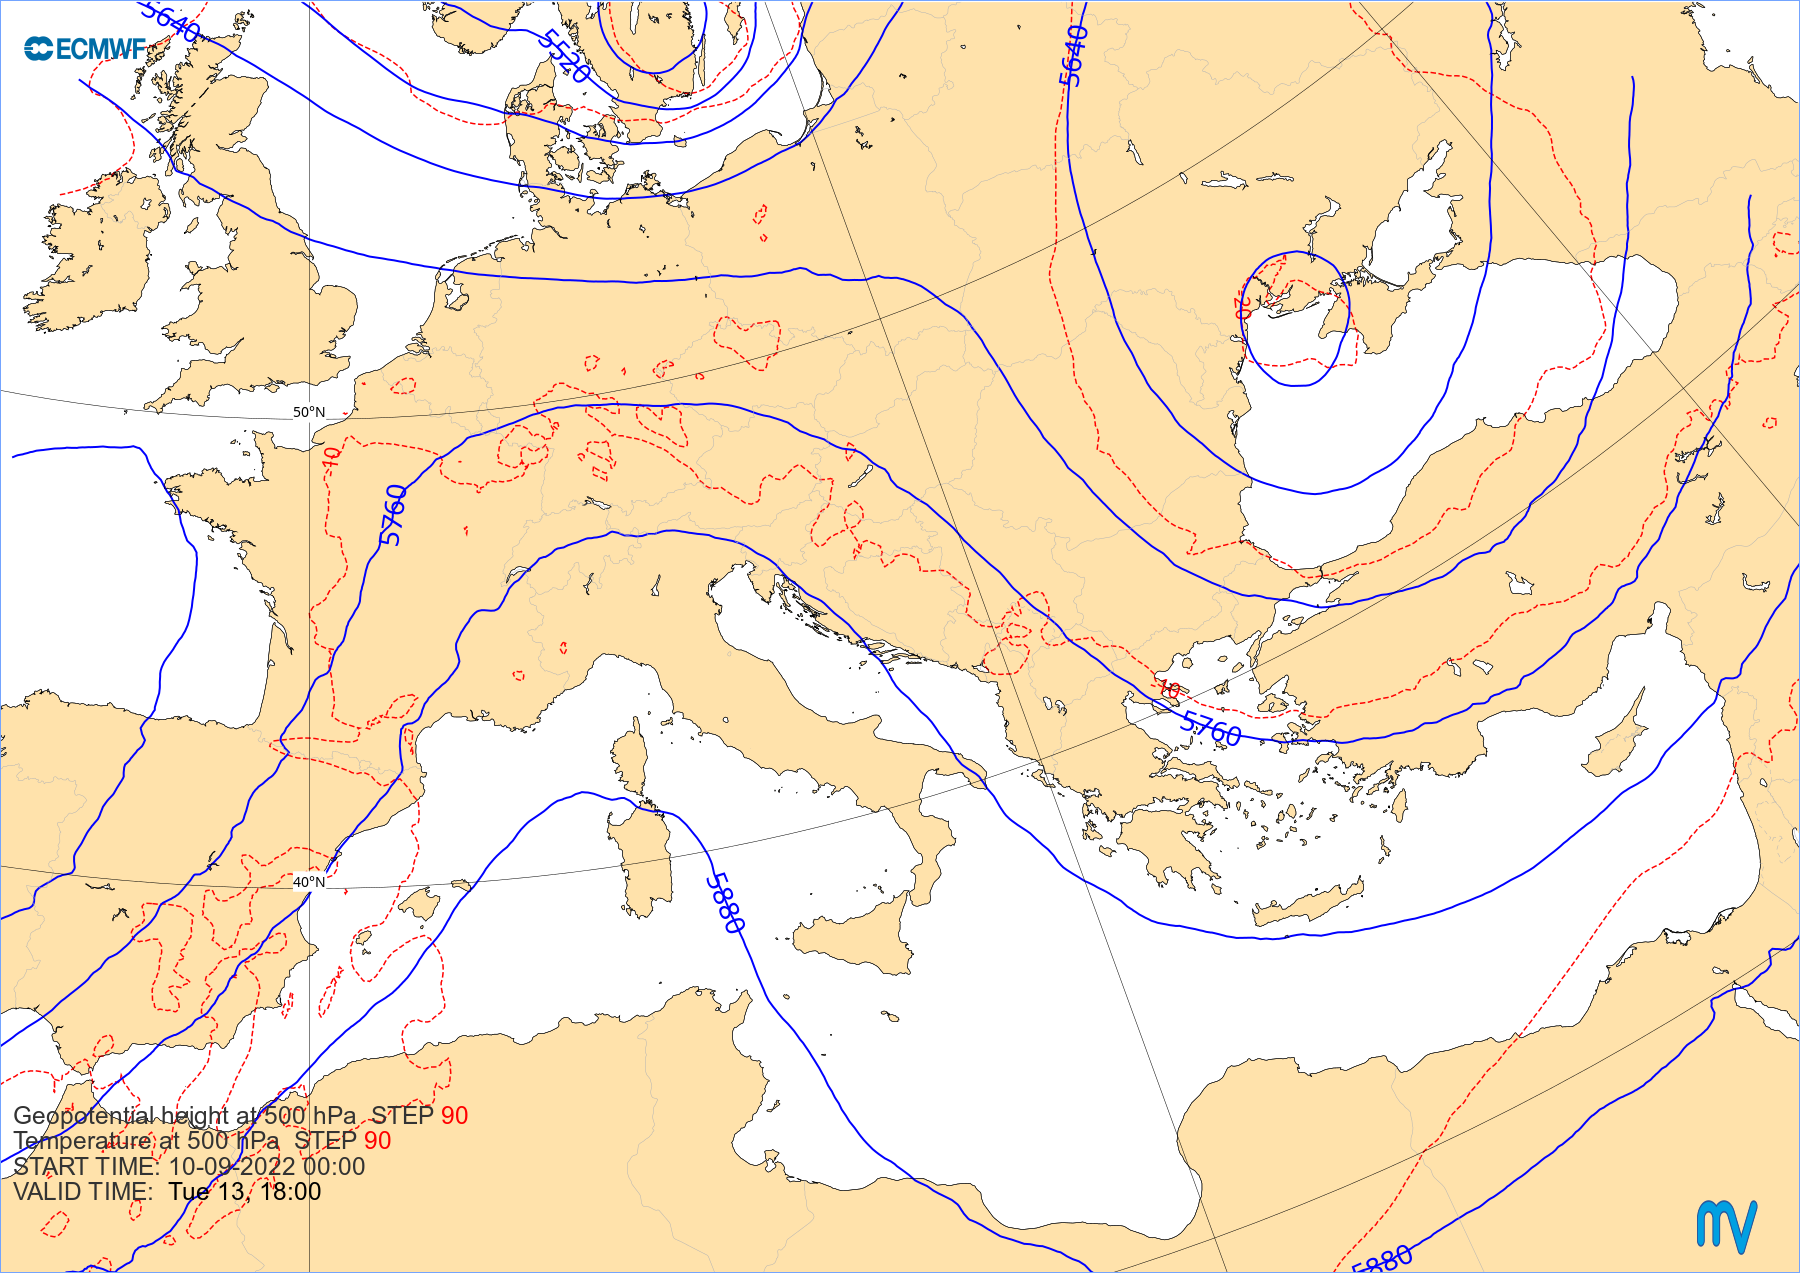 5640
ECMWF
5520
5640
-20
50°N
-10
5760
-10
5760
40°N
5880
Geopotential height at 500 hPa STEP 90
Temperature at 500 hPa STEP 90
START TIME: 10-09-2022 00:00
VALID TIME: Tue 13, 18:00
5880